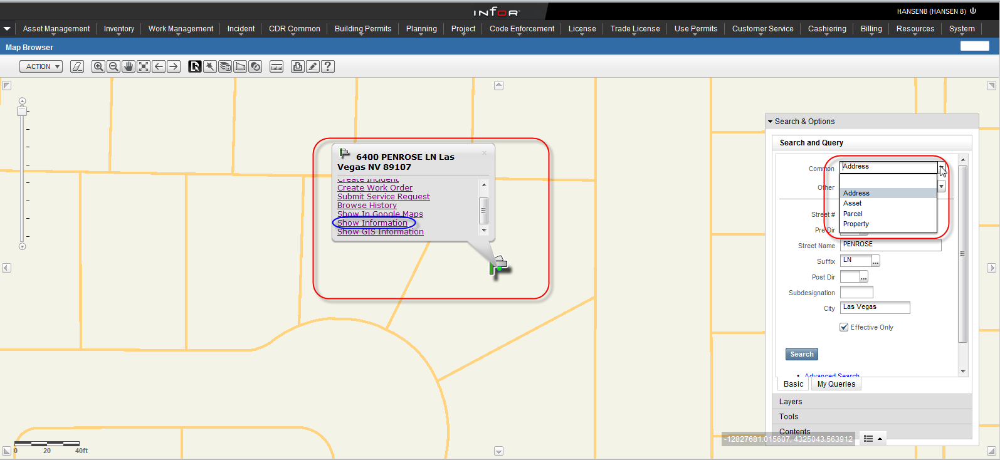 infor
HANSEN8 (HANSEN 8)
Asset Management Inventory Work Management Incident CDR Common Building Permits Planning Project Code Enforcement License Trade License Use Permits Customer Service Cashiering Billing Resources System
Map Browser
ACTION
?
Search & Options
Search and Query
Common Address
Other
Address
Asset
Parcel
Property
Street #
Pre Dir
Street Name PENROSE
Suffix LN ...
Post Dir ...
Subdesignation
City Las Vegas
Effective Only
Search
Advanced Search
Basic My Queries
Layers
Tools
Contents
6400 PENROSE LN Las
Vegas NV 89107
Create Incident
Create Work Order
Submit Service Request
Browse History
Show In Google Maps
Show Information
Show GIS Information
0 20 40ft
-12827681.015607, 4325043.563912